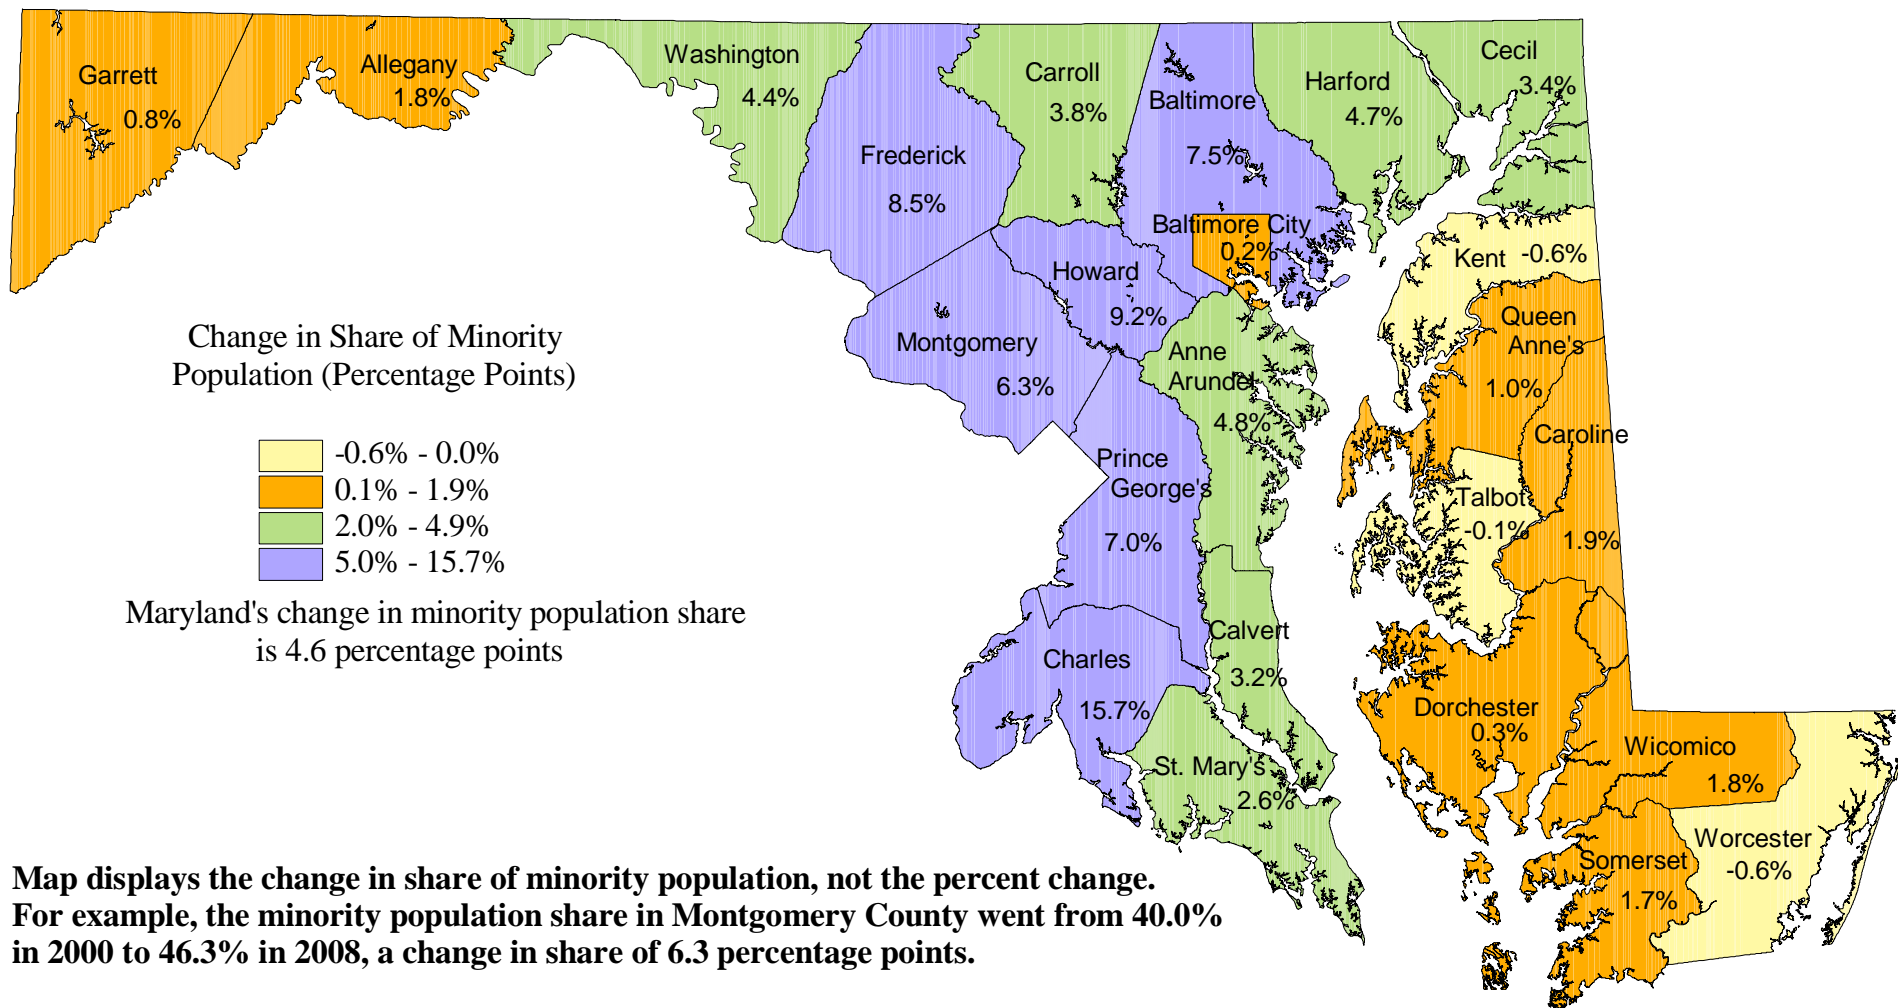 Garrett
0.8%
Allegany
1.8%
Washington
4.4%
Frederick
8.5%
Carroll
3.8%
Baltimore
7.5%
Baltimore City
0.2%
Harford
4.7%
Cecil
3.4%
Kent -0.6%
Howard
9.2%
Montgomery
6.3%
Anne
Arundel
4.8%
Queen
Anne's
1.0%
Caroline
1.9%
Talbot
-0.1%
Prince
George's
7.0%
Calvert
3.2%
Charles
15.7%
St. Mary's
2.6%
Dorchester
0.3%
Wicomico
1.8%
Somerset
1.7%
Worcester
-0.6%
Change in Share of Minority
Population (Percentage Points)
-0.6% - 0.0%
0.1% - 1.9%
2.0% - 4.9%
5.0% - 15.7%
Maryland's change in minority population share
is 4.6 percentage points
Map displays the change in share of minority population, not the percent change.
For example, the minority population share in Montgomery County went from 40.0%
in 2000 to 46.3% in 2008, a change in share of 6.3 percentage points.